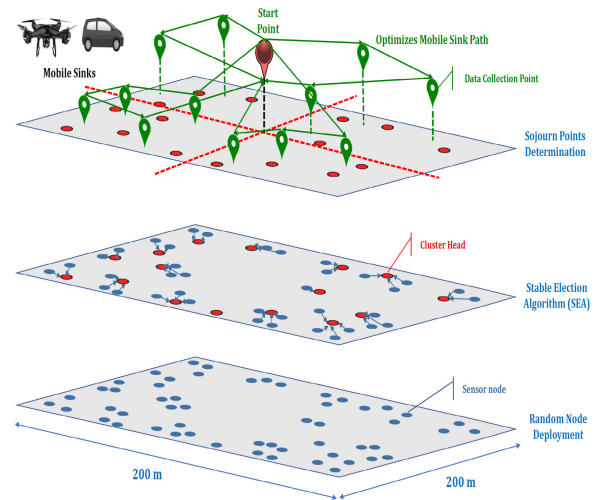 Start
Point
Optimizes Mobile Sink Path
Mobile Sinks
Data Collection Point
Sojourn Points
Determination
Cluster Head
Stable Election
Algorithm (SEA)
Sensor node
Random Node
Deployment
200 m
200 m